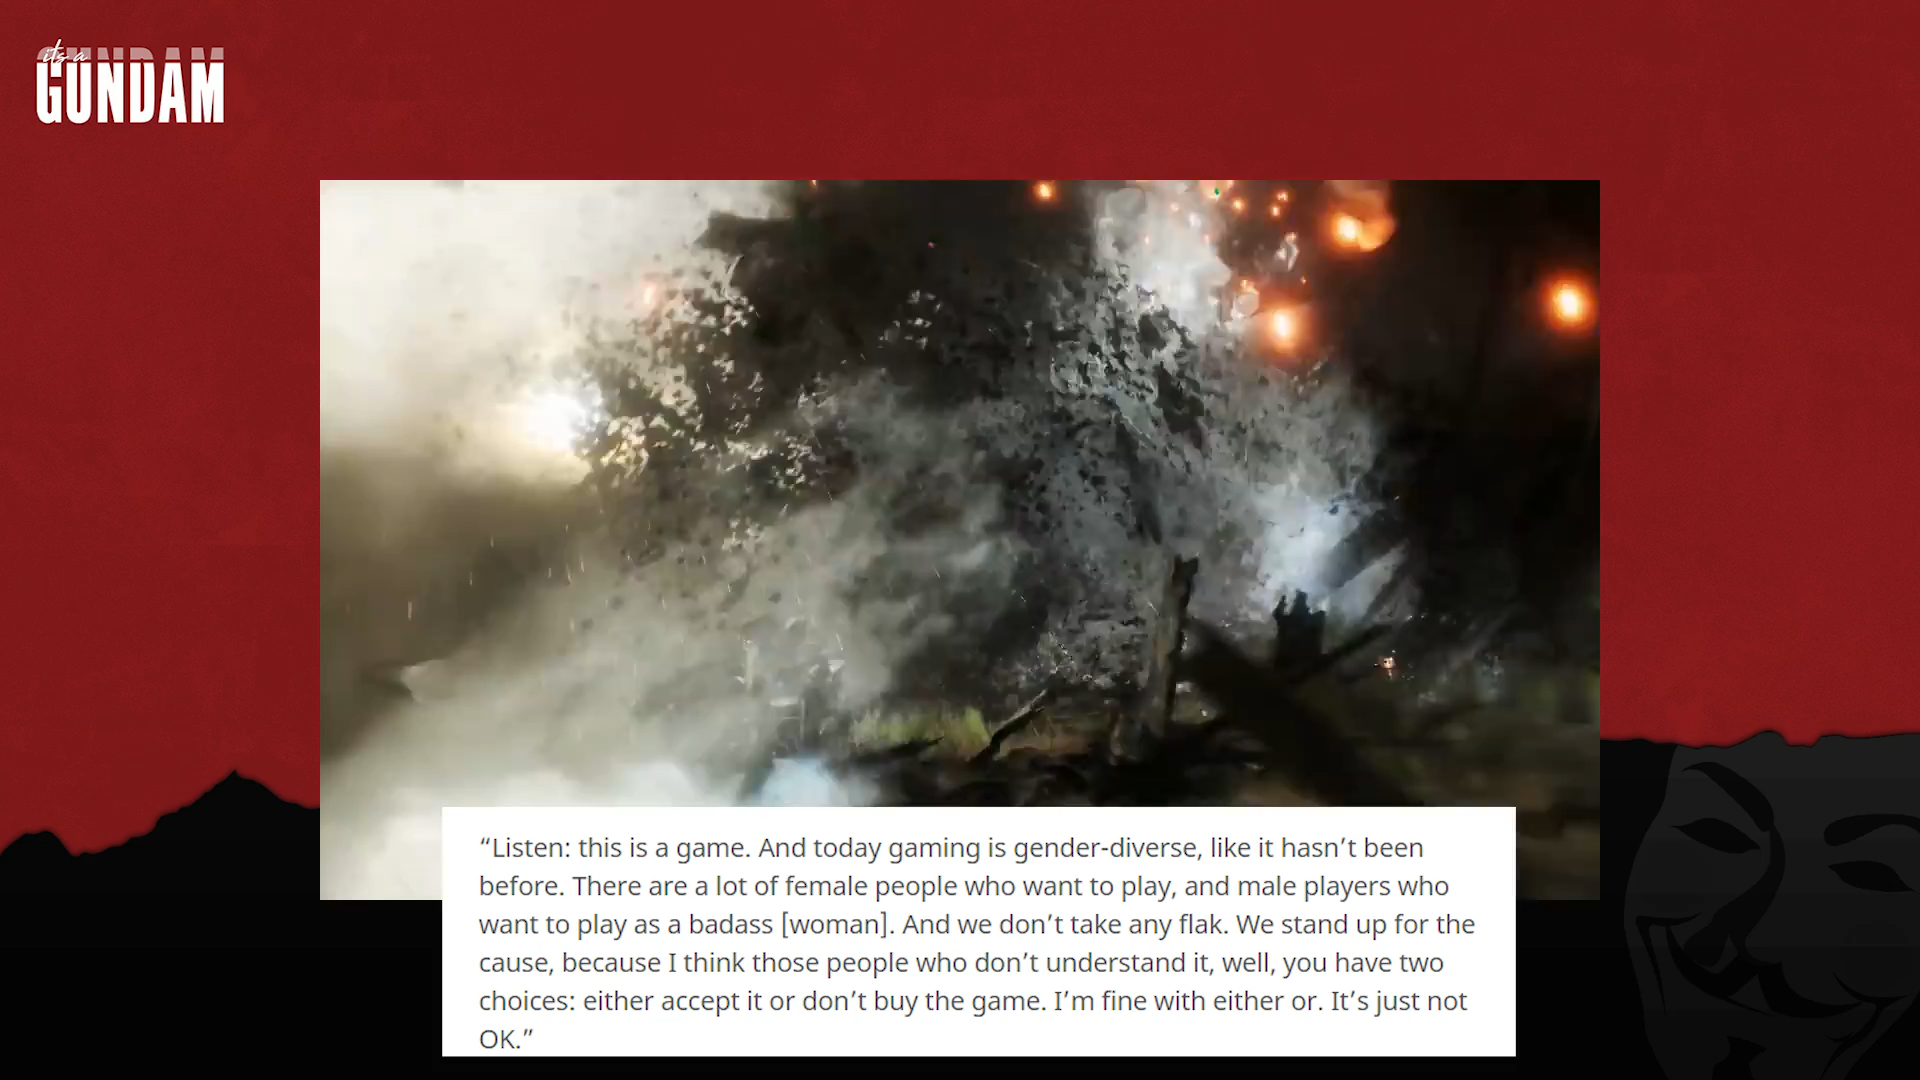 it's a
GUNDAM
“Listen: this is a game. And today gaming is gender-diverse, like it hasn’t been
before. There are a lot of female people who want to play, and male players who
want to play as a badass [woman]. And we don’t take any flak. We stand up for the
cause, because I think those people who don’t understand it, well, you have two
choices: either accept it or don’t buy the game. I’m fine with either or. It’s just not
OK.”